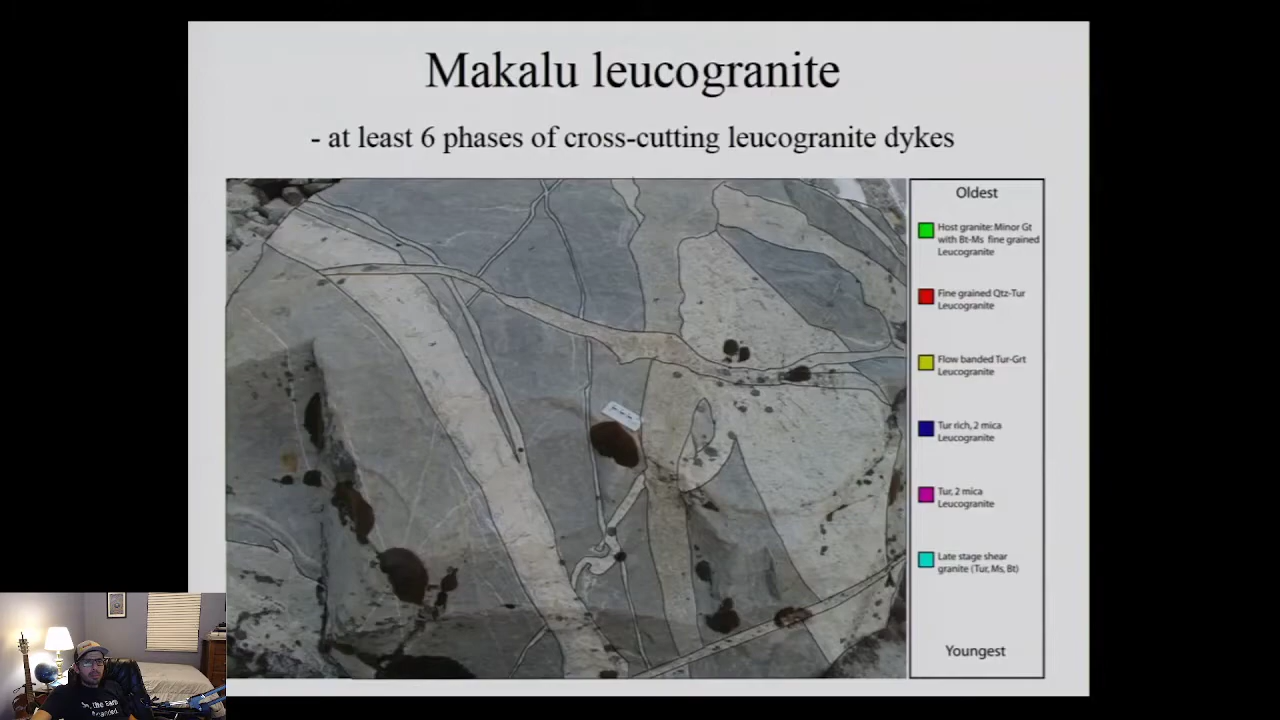 Makalu leucogranite
- at least 6 phases of cross-cutting leucogranite dykes
Oldest
Host granite: Minor Gt
with Bt-Ms fine grained
Leucogranite
Fine grained Qtz-Tur
Leucogranite
Flow banded Tur-Grt
Leucogranite
Tur rich, 2 mica
Leucogranite
Tur, 2 mica
Leucogranite
Late stage shear
granite (Tur, Ms, Bt)
Youngest